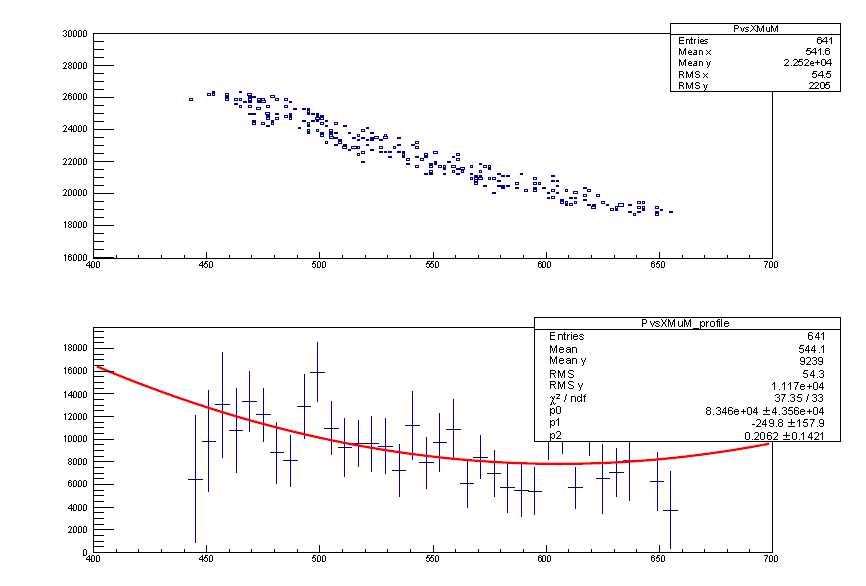 PvsXMuM
Entries 641
Mean x 541.6
Mean y 2.252e+04
RMS x 54.5
RMS y 2205
30000
28000
26000
24000
22000
20000
18000
16000
400 450 500 550 600 650 700
PvsXMuM_profile
Entries 641
Mean 544.1
Mean y 9239
RMS 54.3
RMS y 1.117e+04
χ² / ndf 37.35 / 33
p0 8.346e+04 ± 4.356e+04
p1 -249.8 ± 157.9
p2 0.2062 ± 0.1421
18000
16000
14000
12000
10000
8000
6000
4000
2000
0
400 450 500 550 600 650 700